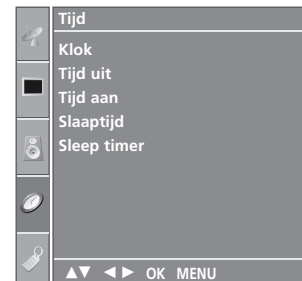 Tijd
Klok
Tijd uit
Tijd aan
Slaaptijd
Sleep timer
▲▼ ◄► OK MENU